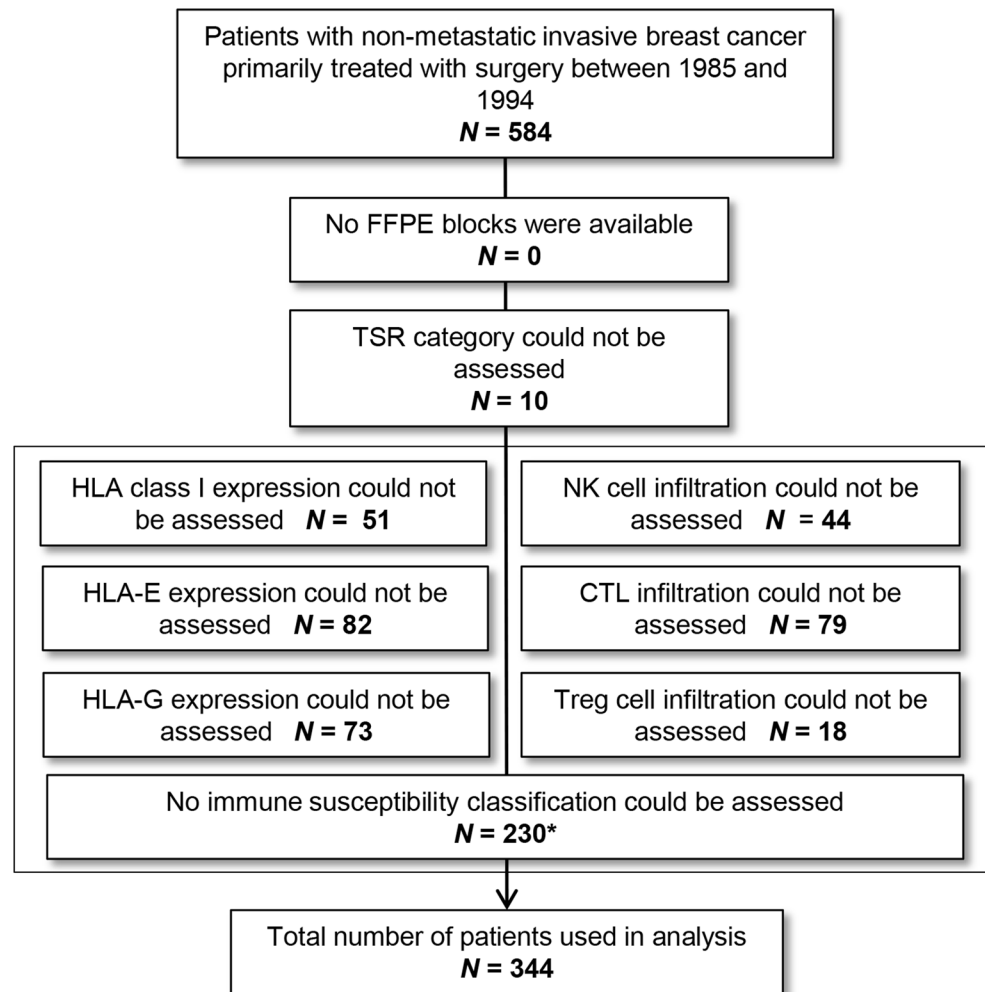 Patients with non-metastatic invasive breast cancer
primarily treated with surgery between 1985 and
1994
N = 584
No FFPE blocks were available
N = 0
TSR category could not be
assessed
N = 10
HLA class I expression could not
be assessed N = 51
NK cell infiltration could not be
assessed N = 44
HLA-E expression could not be
assessed N = 82
CTL infiltration could not be
assessed N = 79
HLA-G expression could not be
assessed N = 73
Treg cell infiltration could not be
assessed N = 18
No immune susceptibility classification could be assessed
N = 230*
Total number of patients used in analysis
N = 344